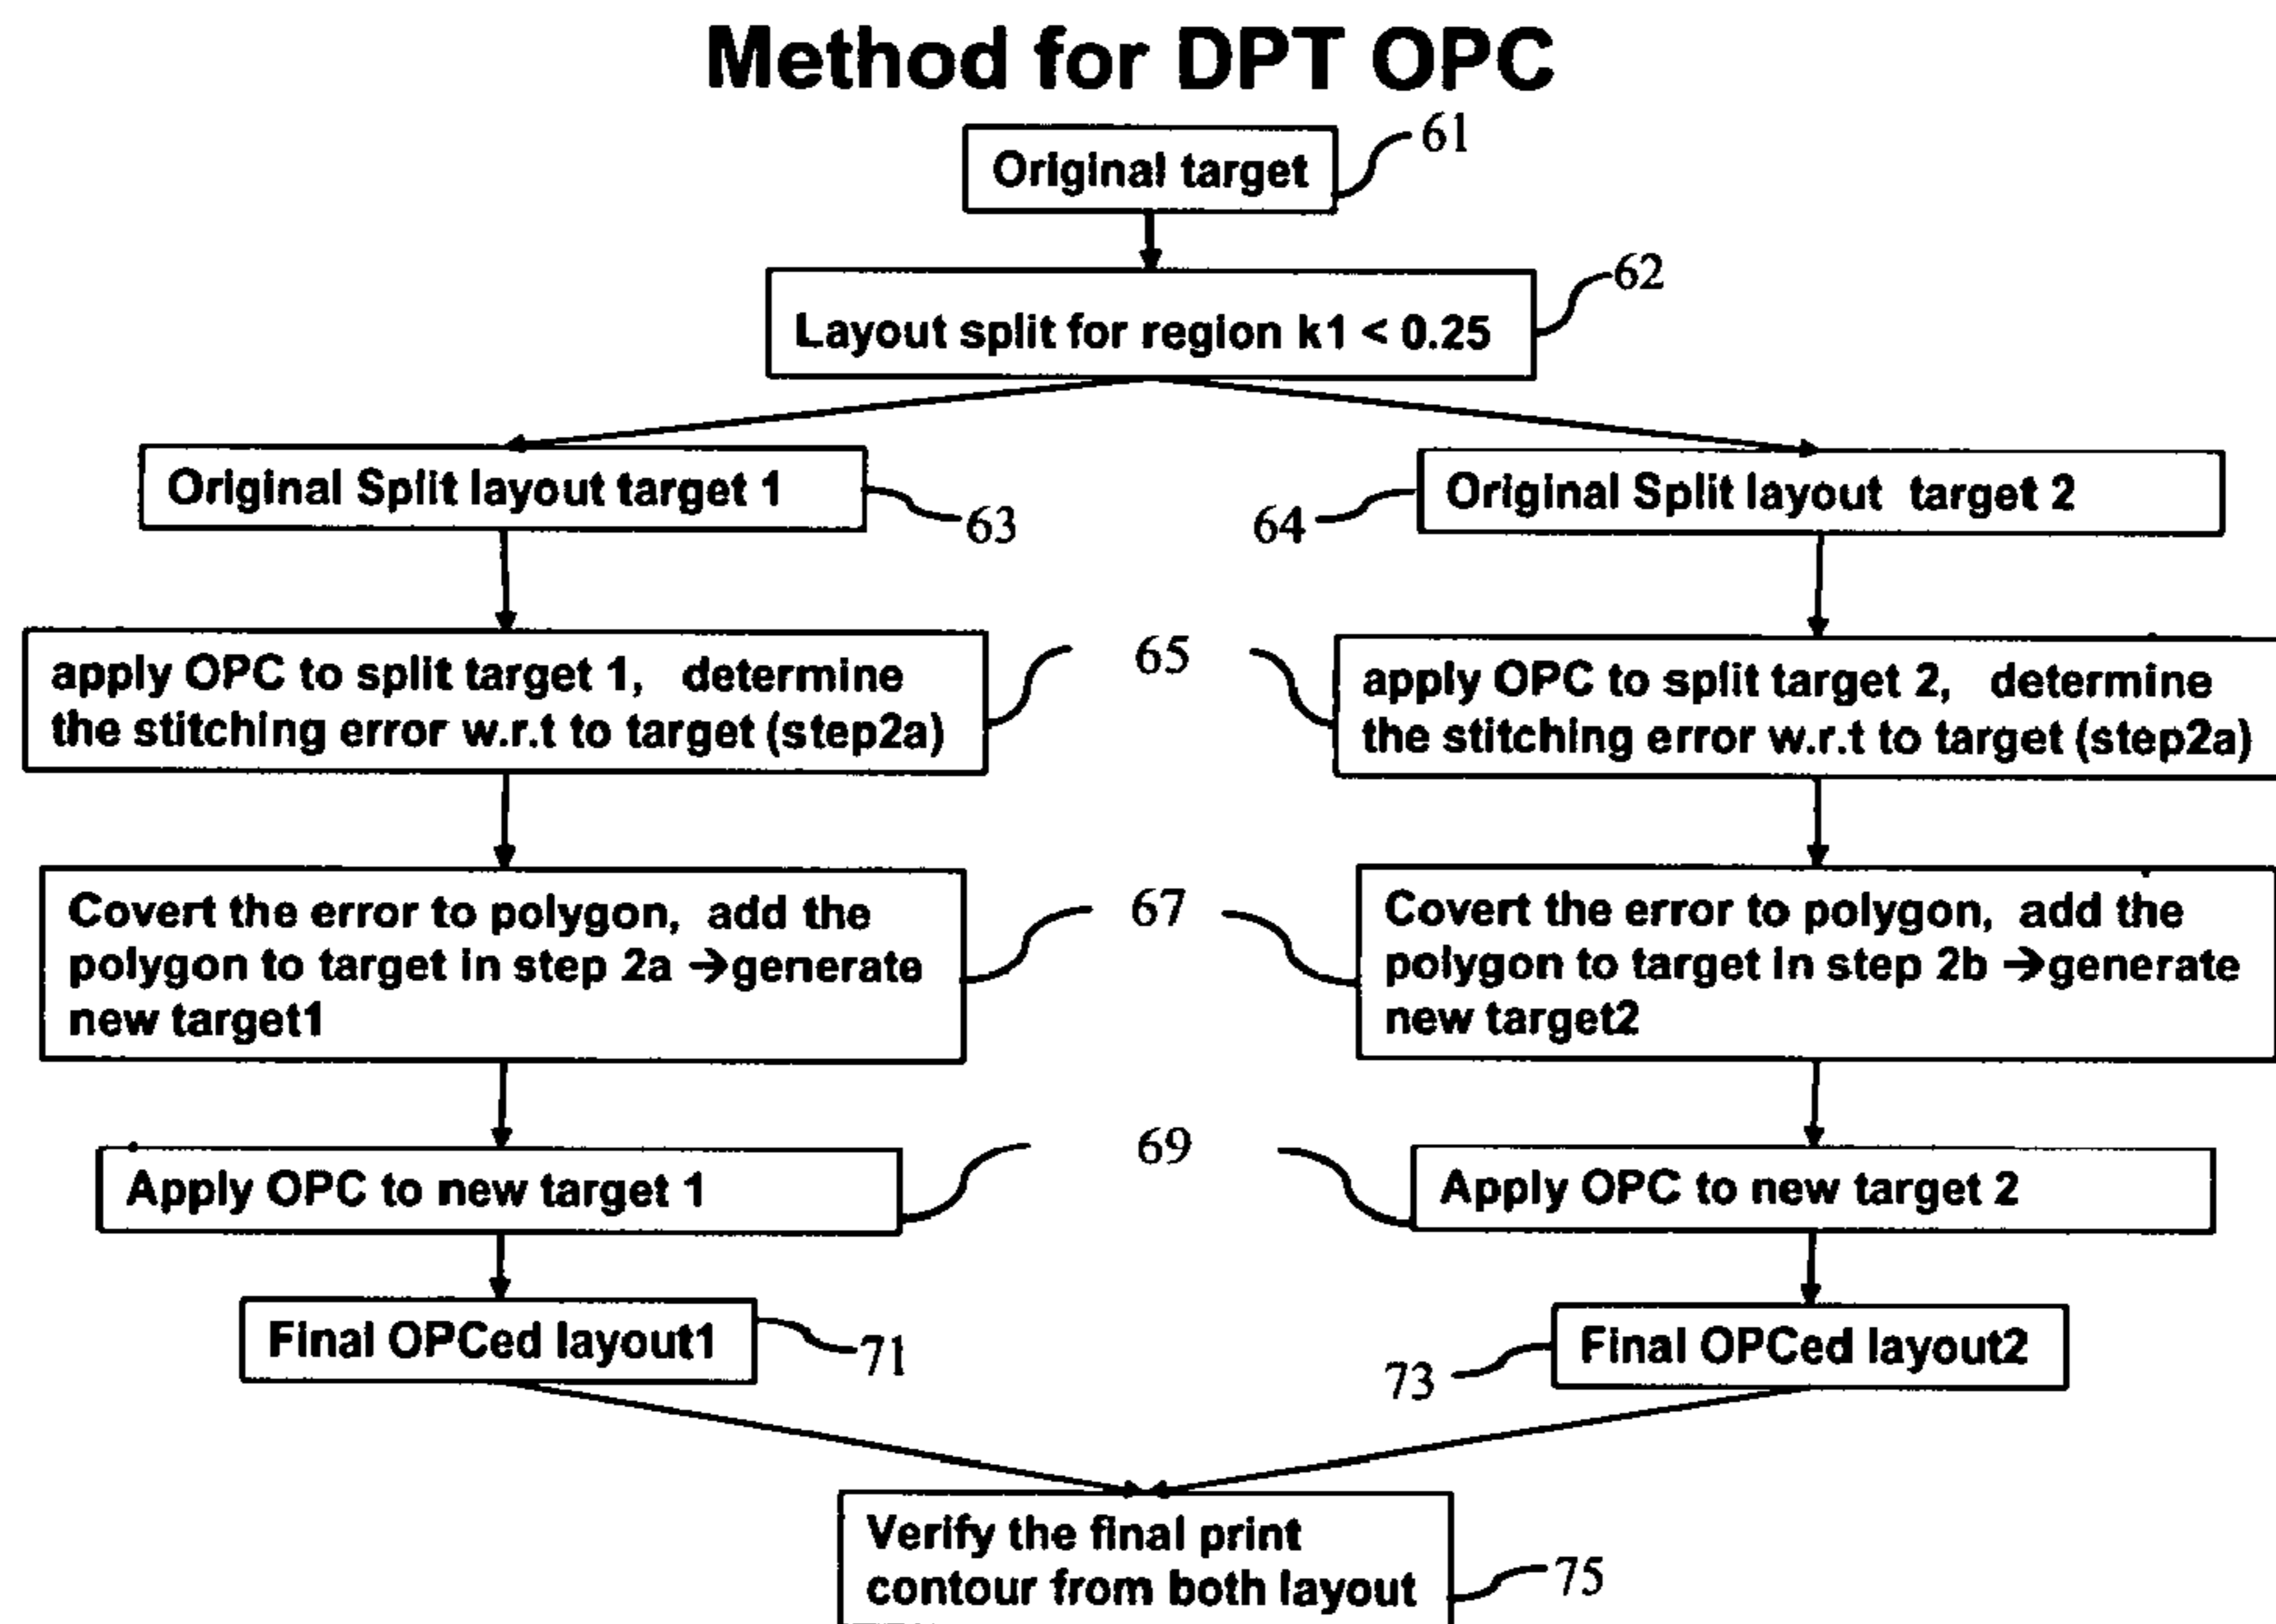 Method for DPT OPC
Original target
61
Layout split for region k1 < 0.25
62
Original Split layout target 1
63
64
Original Split layout target 2
apply OPC to split target 1, determine
the stitching error w.r.t to target (step2a)
65
apply OPC to split target 2, determine
the stitching error w.r.t to target (step2a)
Covert the error to polygon, add the
polygon to target in step 2a →generate
new target1
67
Covert the error to polygon, add the
polygon to target in step 2b →generate
new target2
Apply OPC to new target 1
69
Apply OPC to new target 2
Final OPCed layout1
71
73
Final OPCed layout2
Verify the final print
contour from both layout
75